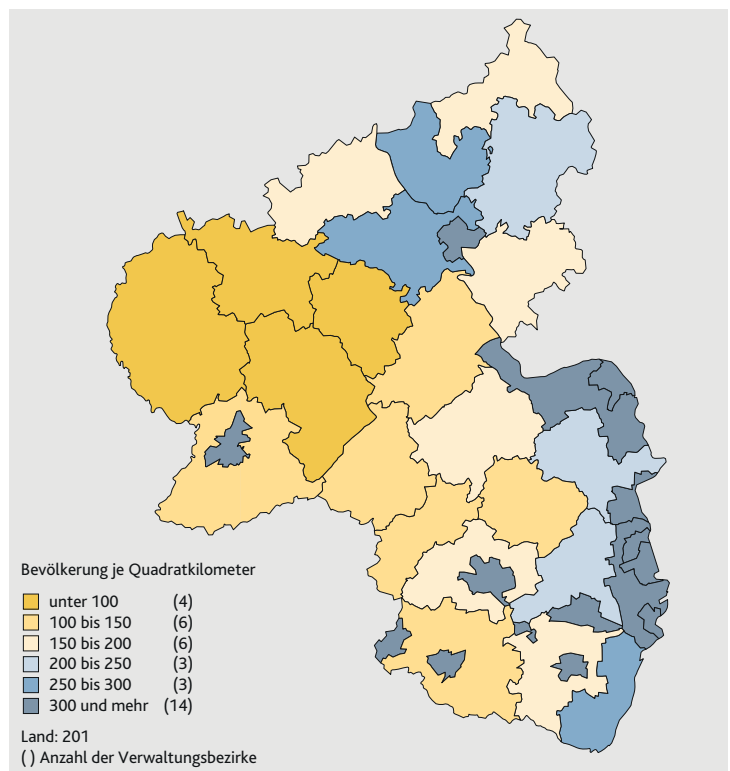 Bevölkerung je Quadratkilometer
unter 100 (4)
100 bis 150 (6)
150 bis 200 (6)
200 bis 250 (3)
250 bis 300 (3)
300 und mehr (14)
Land: 201
( ) Anzahl der Verwaltungsbezirke